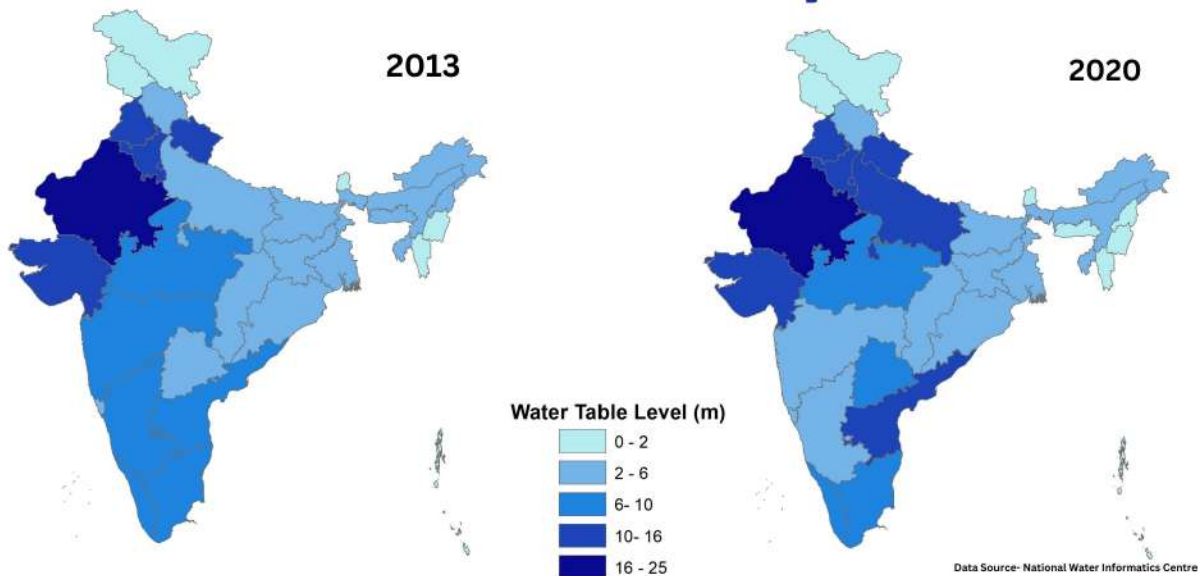 2013
2020
Water Table Level (m)
0 - 2
2 - 6
6- 10
10- 16
16 - 25
Data Source- National Water Informatics Centre